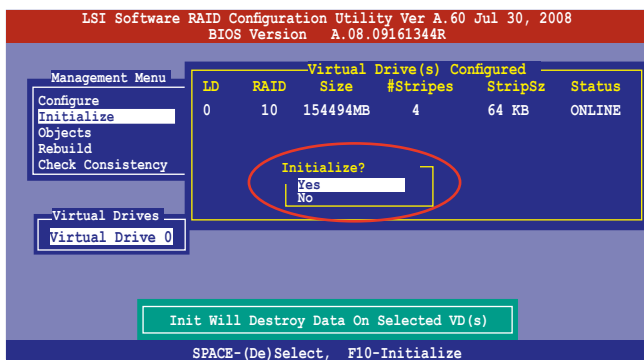 LSI Software RAID Configuration Utility Ver A.60 Jul 30, 2008
BIOS Version A.08.09161344R
Management Menu
Configure
Initialize
Objects
Rebuild
Check Consistency
Virtual Drive(s) Configured
LD RAID Size #Stripes StripSz Status
0 10 154494MB 4 64 KB ONLINE
Initialize?
Yes
No
Virtual Drives
Virtual Drive 0
Init Will Destroy Data On Selected VD(s)
SPACE-(De)Select, F10-Initialize